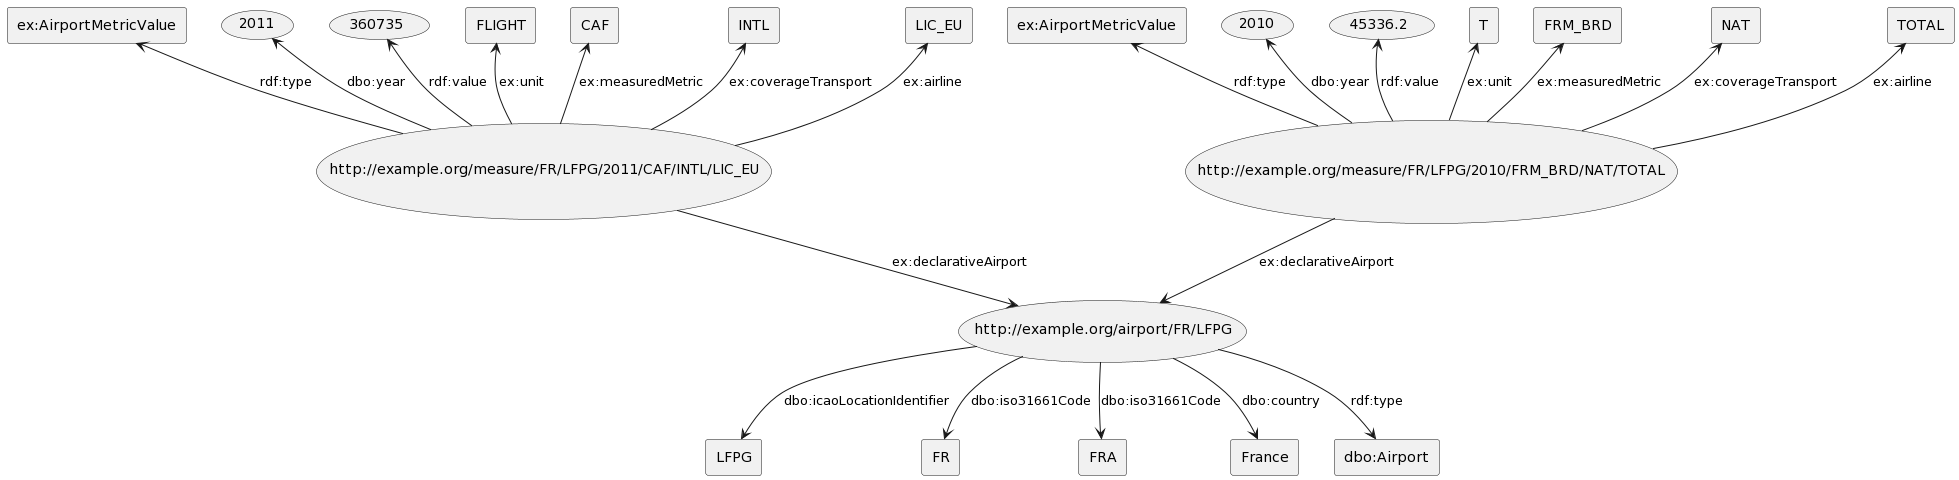 ex:AirportMetricValue
2011
360735
FLIGHT
CAF
INTL
LIC_EU
ex:AirportMetricValue
2010
45336.2
T
FRM_BRD
NAT
TOTAL
rdf:type
dbo:year
rdf:value
ex:unit
ex:measuredMetric
ex:coverageTransport
ex:airline
rdf:type
dbo:year
rdf:value
ex:unit
ex:measuredMetric
ex:coverageTransport
ex:airline
http://example.org/measure/FR/LFPG/2011/CAF/INTL/LIC_EU
http://example.org/measure/FR/LFPG/2010/FRM_BRD/NAT/TOTAL
ex:declarativeAirport
ex:declarativeAirport
http://example.org/airport/FR/LFPG
dbo:icaoLocationIdentifier
dbo:iso31661Code
dbo:iso31661Code
dbo:country
rdf:type
LFPG
FR
FRA
France
dbo:Airport